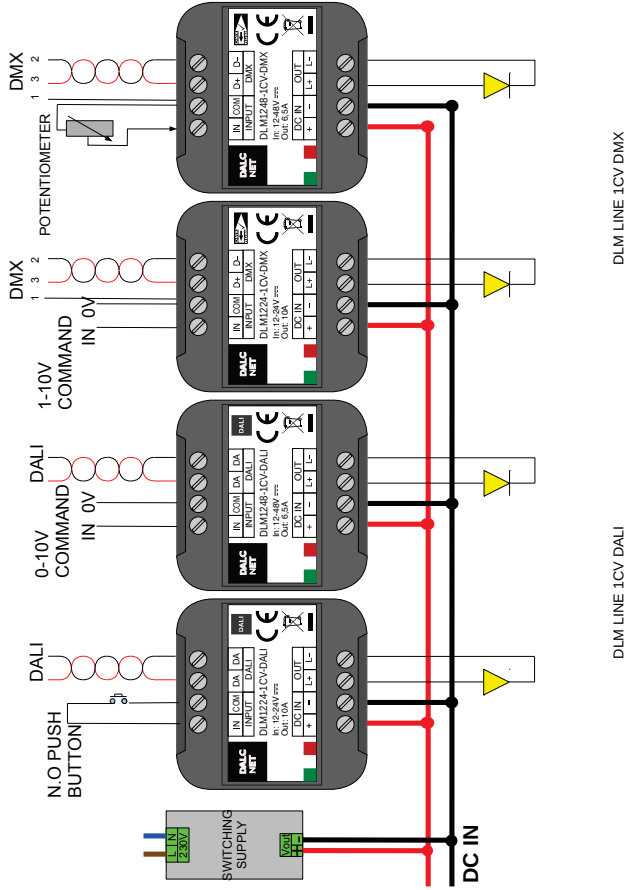 SWITCHING
SUPPLY
L N
230V
Vout
+ -
DC IN
N.O PUSH
BUTTON
DALI
IN COM DA DA
INPUT DALI
DLM1224-1CV-DALI
In: 12-24V
Out: 10A
DC IN OUT
+ - L+ L-
DALC
NET
DALI
CE
0-10V
COMMAND
IN 0V
DALI
IN COM DA DA
INPUT DALI
DLM1248-1CV-DALI
In: 12-48V
Out: 6,5A
DC IN OUT
+ - L+ L-
DALC
NET
DALI
CE
1-10V
COMMAND
IN 0V
DMX
1 3 2
IN COM D+ D-
INPUT DMX
DLM1224-1CV-DMX
In: 12-24V
Out: 10A
DC IN OUT
+ - L+ L-
DALC
NET
CE
POTENTIOMETER
DMX
1 3 2
IN COM D+ D-
INPUT DMX
DLM1248-1CV-DMX
In: 12-48V
Out: 6,5A
DC IN OUT
+ - L+ L-
DALC
NET
CE
DLM LINE 1CV DALI
DLM LINE 1CV DMX